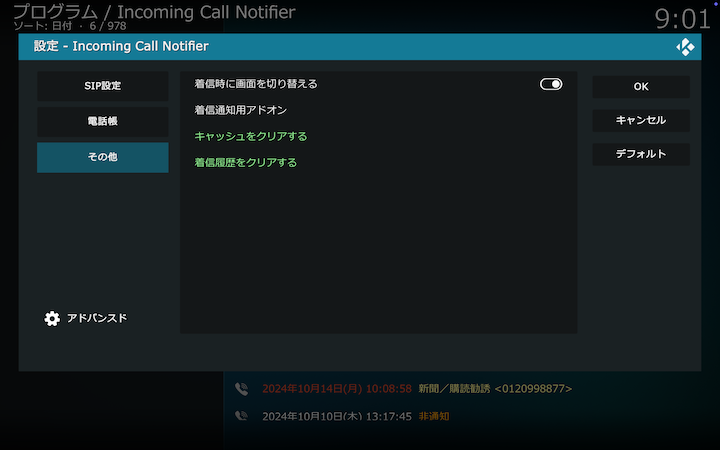 プログラム / Incoming Call Notifier
ソート: 日付 · 6 / 978
9:01
設定 - Incoming Call Notifier
SIP設定
電話帳
その他
着信時に画面を切り替える
着信通知用アドオン
キャッシュをクリアする
着信履歴をクリアする
OK
キャンセル
デフォルト
アドバンスド
2024年10月14日(月) 10:08:58 新聞／購読勧誘 <0120998877>
2024年10月10日(木) 13:17:45 非通知